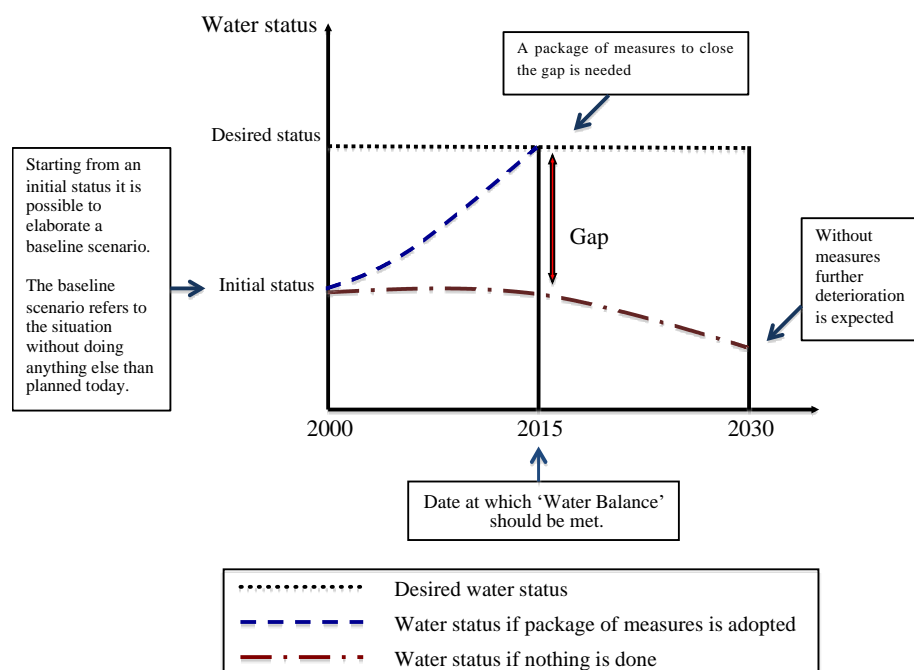 Water status
A package of measures to close
the gap is needed
Desired status
Starting from an
initial status it is
possible to
elaborate a
baseline scenario.
The baseline
scenario refers to
the situation
without doing
anything else than
planned today.
Gap
Without
measures
further
deterioration
is expected
Initial status
2000
2015
2030
Date at which ‘Water Balance’
should be met.
Desired water status
Water status if package of measures is adopted
Water status if nothing is done